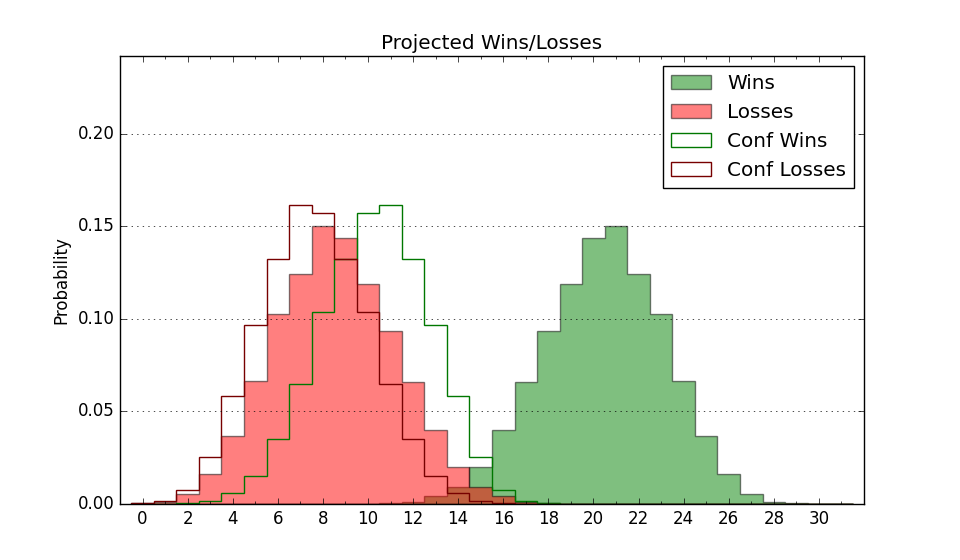 Projected Wins/Losses
Wins
Losses
Conf Wins
Conf Losses
Probability
0.20
0.15
0.10
0.05
0.00
0 2 4 6 8 10 12 14 16 18 20 22 24 26 28 30